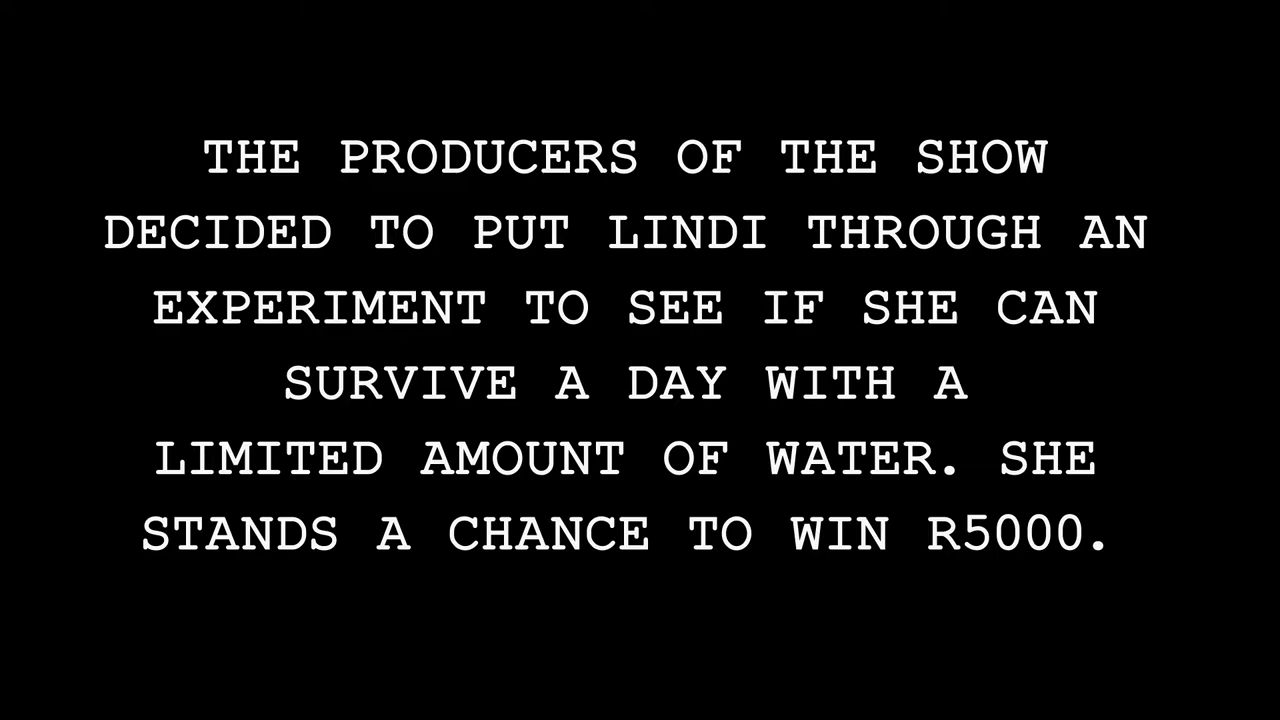 THE PRODUCERS OF THE SHOW
DECIDED TO PUT LINDI THROUGH AN
EXPERIMENT TO SEE IF SHE CAN
SURVIVE A DAY WITH A
LIMITED AMOUNT OF WATER. SHE
STANDS A CHANCE TO WIN R5000.